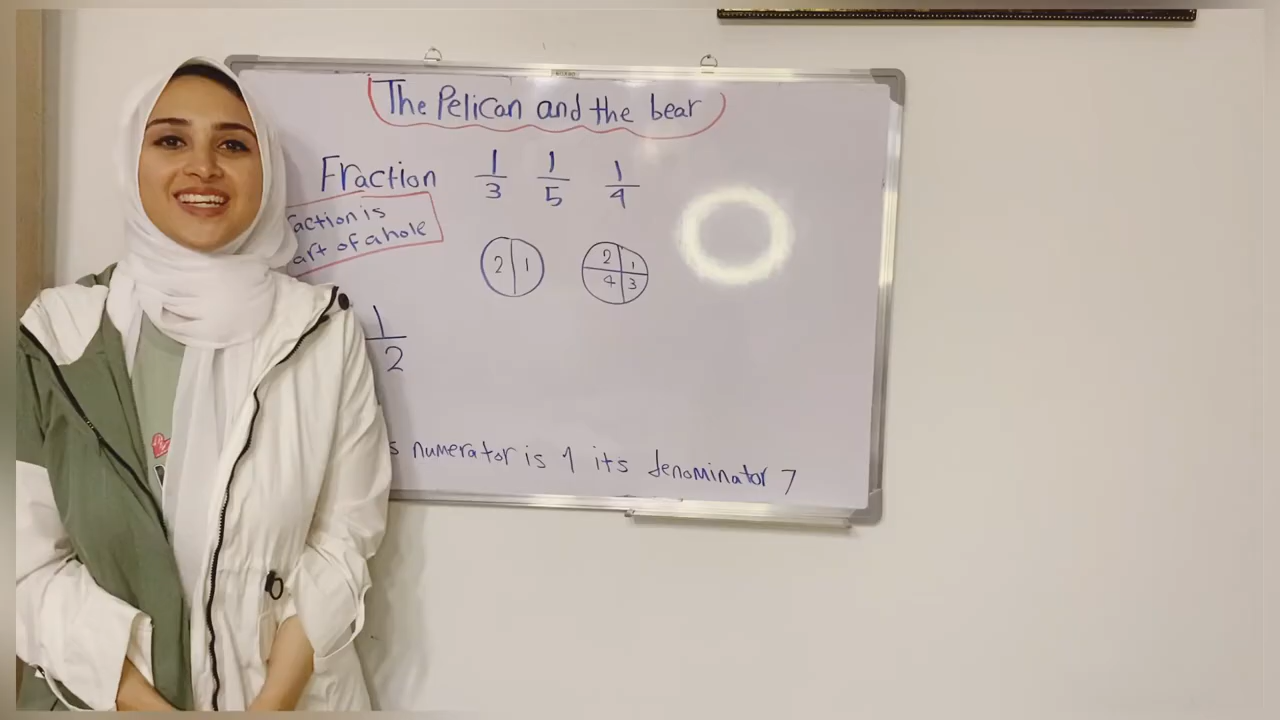 The Pelican and the bear
Fraction 1/3 1/5 1/4
action is
art of a hole
2 1
2 1
4 3
1/2
s numerator is 1 its denominator 7